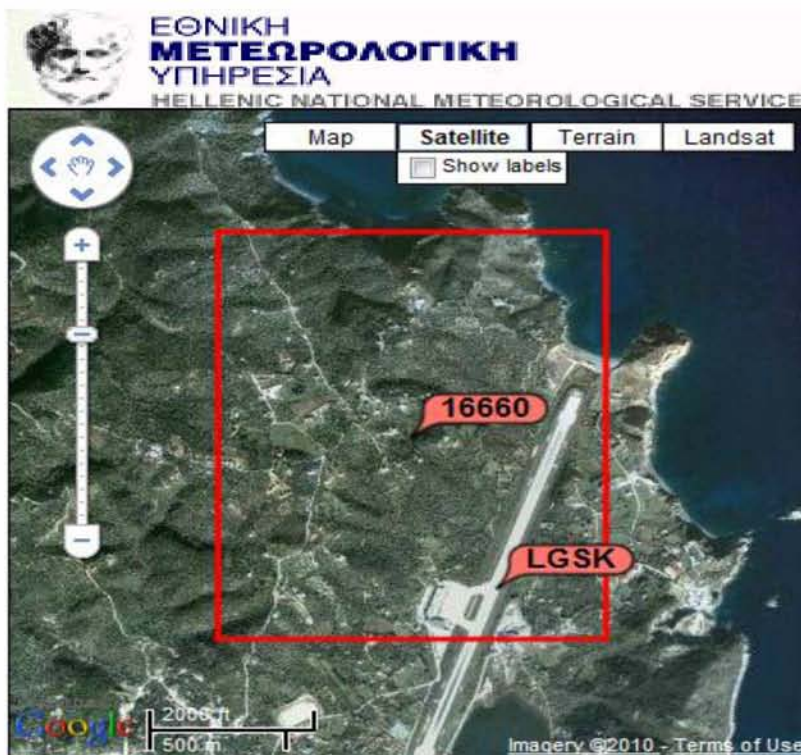 ΕΘΝΙΚΗ
ΜΕΤΕΩΡΟΛΟΓΙΚΗ
ΥΠΗΡΕΣΙΑ
HELLENIC NATIONAL METEOROLOGICAL SERVICE
Map Satellite Terrain Landsat
Show labels
16660
LGSK
Google
2000 ft
500 m
Imagery ©2010 - Terms of Use